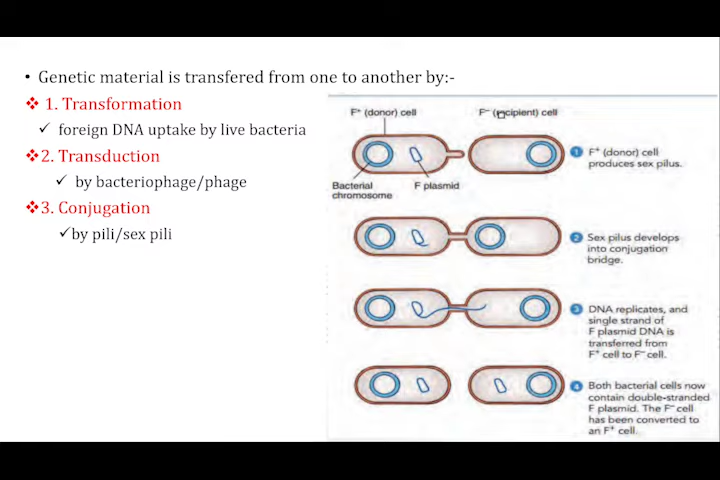 • Genetic material is transfered from one to another by:-
❖ 1. Transformation
✓ foreign DNA uptake by live bacteria
❖2. Transduction
✓ by bacteriophage/phage
❖3. Conjugation
✓by pili/sex pili
F⁺ (donor) cell
F⁻ (recipient) cell
Bacterial
chromosome
F plasmid
1 F⁺ (donor) cell
produces sex pilus.
2 Sex pilus develops
into conjugation
bridge.
3 DNA replicates, and
single strand of
F plasmid DNA is
transferred from
F⁺ cell to F⁻ cell.
4 Both bacterial cells now
contain double-stranded
F plasmid. The F⁻ cell
has been converted to
an F⁺ cell.